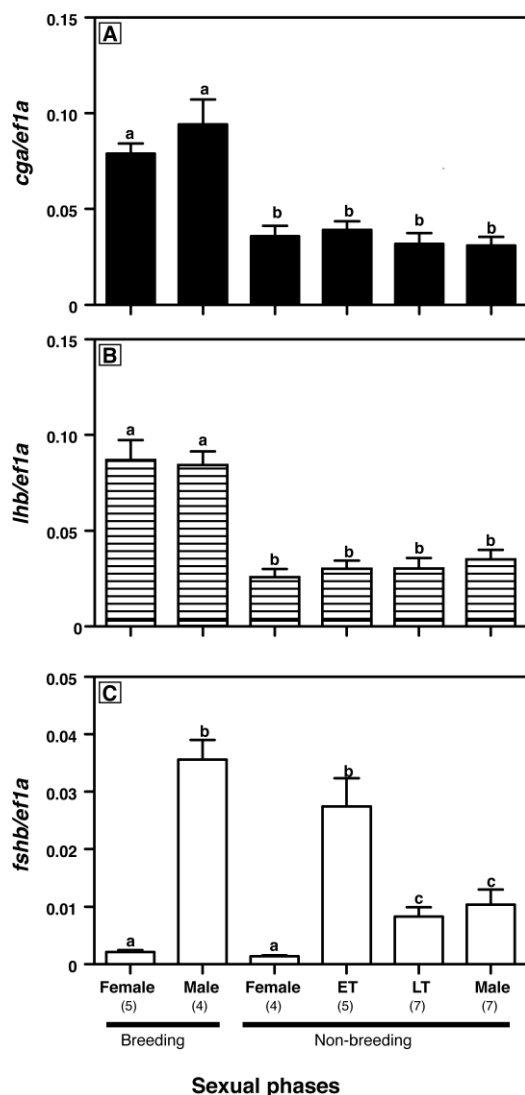 0.15
A
0.10
0.05
0
cga/ef1a
a
a
b
b
b
b
0.15
B
0.10
0.05
0
lhb/ef1a
a
a
b
b
b
b
0.05
C
0.04
0.03
0.02
0.01
0
fshb/ef1a
a
b
a
b
c
c
Female Male Female ET LT Male
(5) (4) (4) (5) (7) (7)
Breeding Non-breeding
Sexual phases